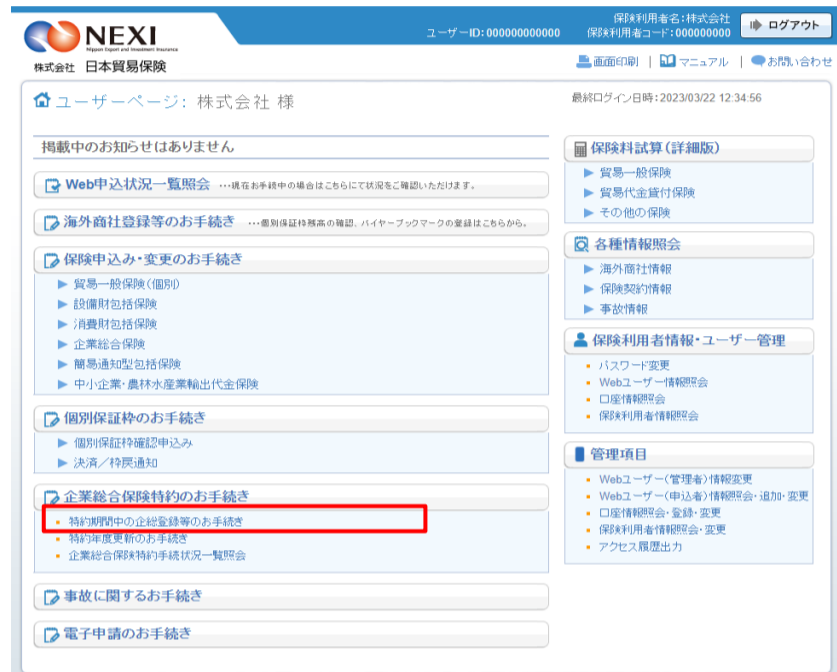 NEXI
Nippon Export and Investment Insurance
株式会社 日本貿易保険
ユーザーID:000000000000
保険利用者名:株式会社
保険利用者コード:000000000
ログアウト
画面印刷 | マニュアル | お問い合わせ
ユーザーページ: 株式会社 様
最終ログイン日時:2023/03/22 12:34:56
掲載中のお知らせはありません
Web申込状況一覧照会 …現在お手続中の場合はこちらにて状況をご確認いただけます。
海外商社登録等のお手続き …個別保証枠残高の確認、バイヤーブックマークの登録はこちらから。
保険申込み・変更のお手続き
貿易一般保険(個別)
設備財包括保険
消費財包括保険
企業総合保険
簡易通知型包括保険
中小企業・農林水産業輸出代金保険
個別保証枠のお手続き
個別保証枠確認申込み
決済/枠戻通知
企業総合保険特約のお手続き
特約期間中の企総登録等のお手続き
特約年度更新のお手続き
企業総合保険特約手続状況一覧照会
事故に関するお手続き
電子申請のお手続き
保険料試算(詳細版)
貿易一般保険
貿易代金貸付保険
その他の保険
各種情報照会
海外商社情報
保険契約情報
事故情報
保険利用者情報・ユーザー管理
パスワード変更
Webユーザー情報照会
口座情報照会
保険利用者情報照会
管理項目
Webユーザー(管理者)情報変更
Webユーザー(申込者)情報照会・追加・変更
口座情報照会・登録・変更
保険利用者情報照会・変更
アクセス履歴出力